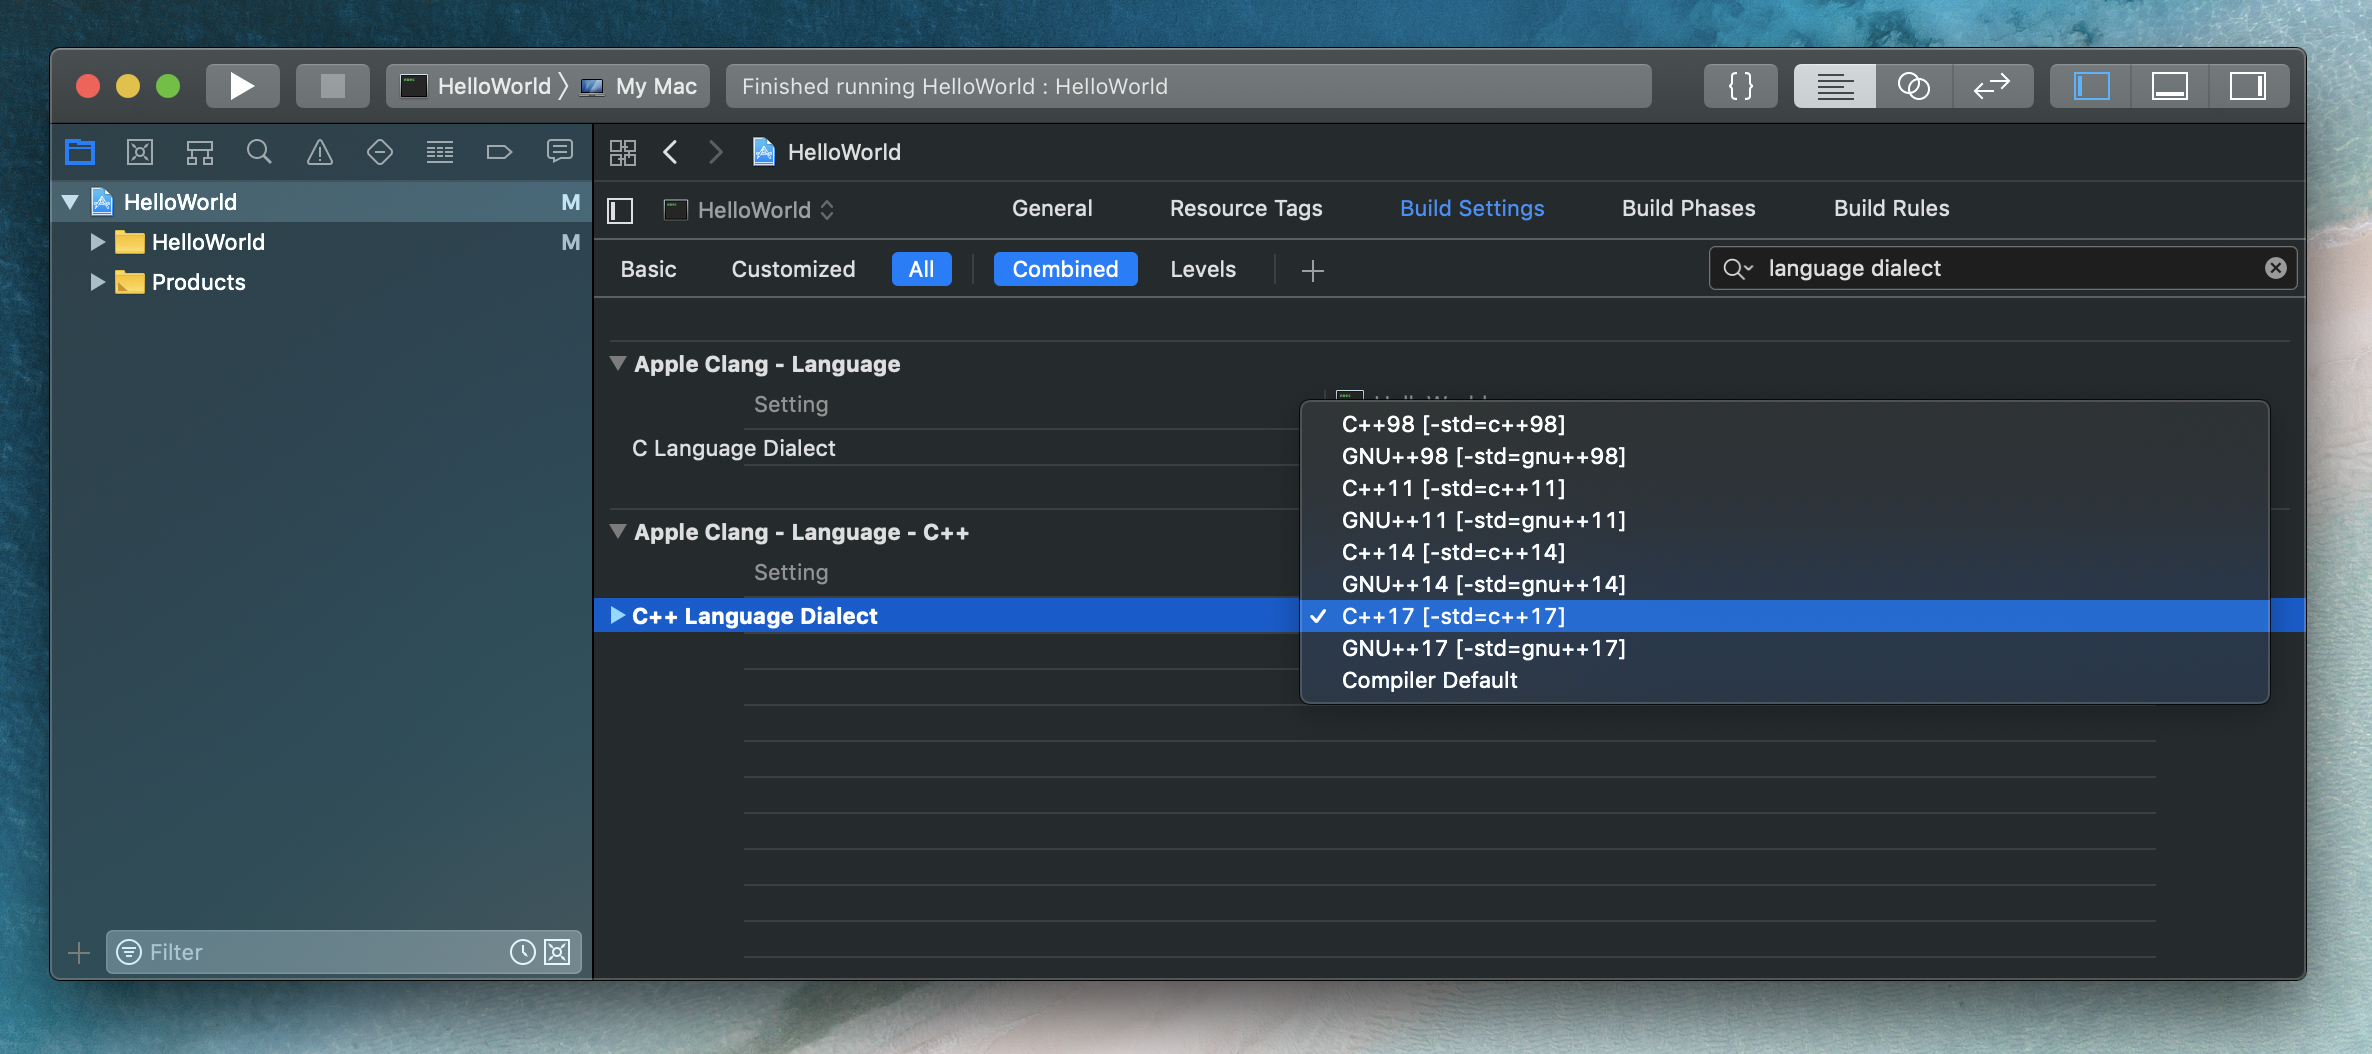 HelloWorld My Mac
Finished running HelloWorld : HelloWorld
{ }
HelloWorld
HelloWorld M
HelloWorld M
Products
HelloWorld
General Resource Tags Build Settings Build Phases Build Rules
Basic Customized All Combined Levels
language dialect
Apple Clang - Language
Setting
C Language Dialect
Apple Clang - Language - C++
Setting
C++ Language Dialect
C++98 [-std=c++98]
GNU++98 [-std=gnu++98]
C++11 [-std=c++11]
GNU++11 [-std=gnu++11]
C++14 [-std=c++14]
GNU++14 [-std=gnu++14]
C++17 [-std=c++17]
GNU++17 [-std=gnu++17]
Compiler Default
Filter